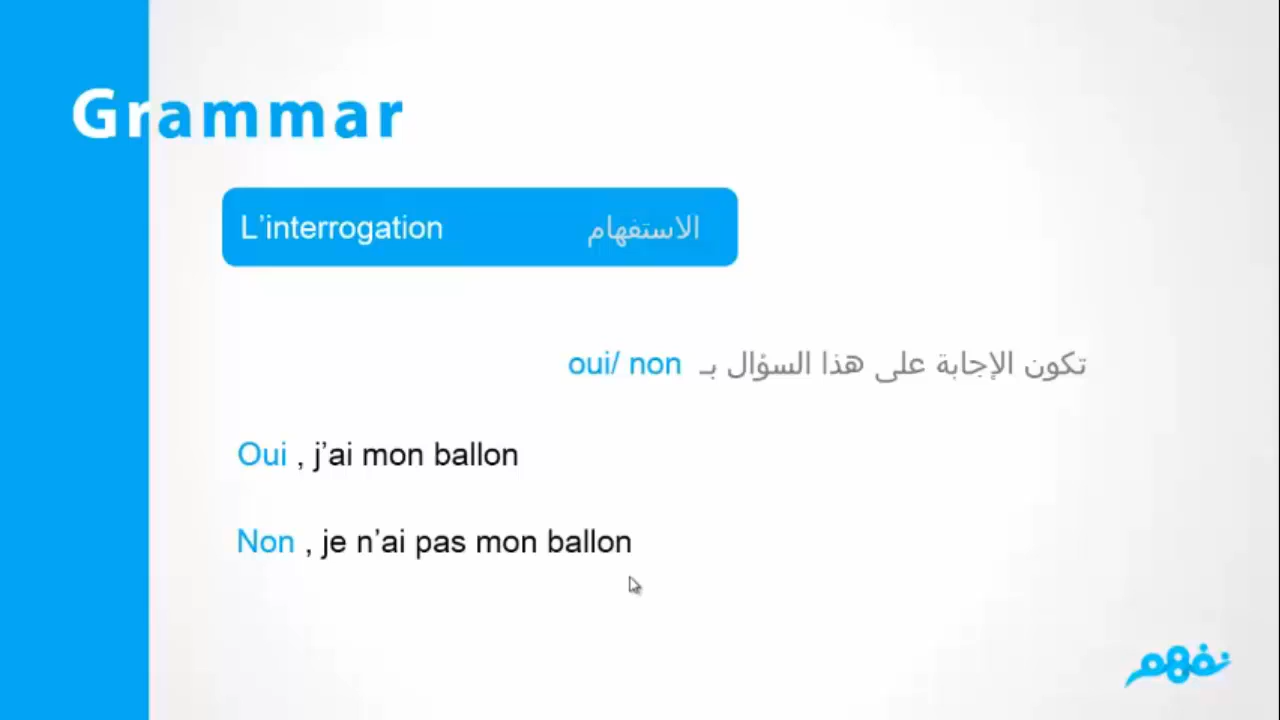 Grammar
L’interrogation الاستفهام
تكون الإجابة على هذا السؤال بـ oui/ non
Oui , j’ai mon ballon
Non , je n’ai pas mon ballon
نفهم